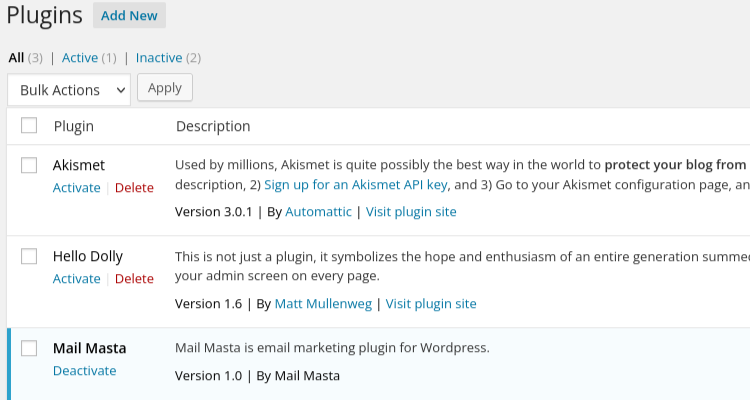 Plugins Add New
All (3) | Active (1) | Inactive (2)
Bulk Actions Apply
Plugin Description
Akismet Used by millions, Akismet is quite possibly the best way in the world to protect your blog from
Activate | Delete description, 2) Sign up for an Akismet API key, and 3) Go to your Akismet configuration page, an
Version 3.0.1 | By Automattic | Visit plugin site
Hello Dolly This is not just a plugin, it symbolizes the hope and enthusiasm of an entire generation summe
Activate | Delete your admin screen on every page.
Version 1.6 | By Matt Mullenweg | Visit plugin site
Mail Masta Mail Masta is email marketing plugin for Wordpress.
Deactivate
Version 1.0 | By Mail Masta